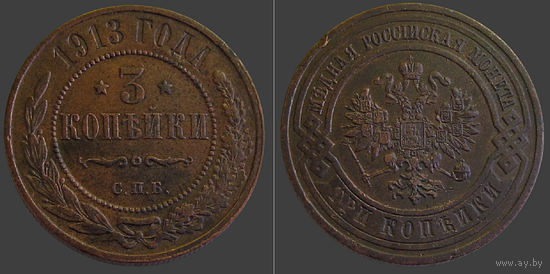 1913 ГОДА
3
КОПѢЙКИ
С.П.Б.
МѢДНАЯ РОССІЙСКАЯ МОНЕТА
ТРИ КОПѢЙКИ
www.ay.by